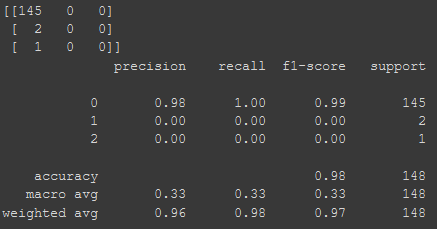 [[145   0   0]
 [  2   0   0]
 [  1   0   0]]
              precision    recall  f1-score   support

           0       0.98      1.00      0.99       145
           1       0.00      0.00      0.00         2
           2       0.00      0.00      0.00         1

    accuracy                           0.98       148
   macro avg       0.33      0.33      0.33       148
weighted avg       0.96      0.98      0.97       148